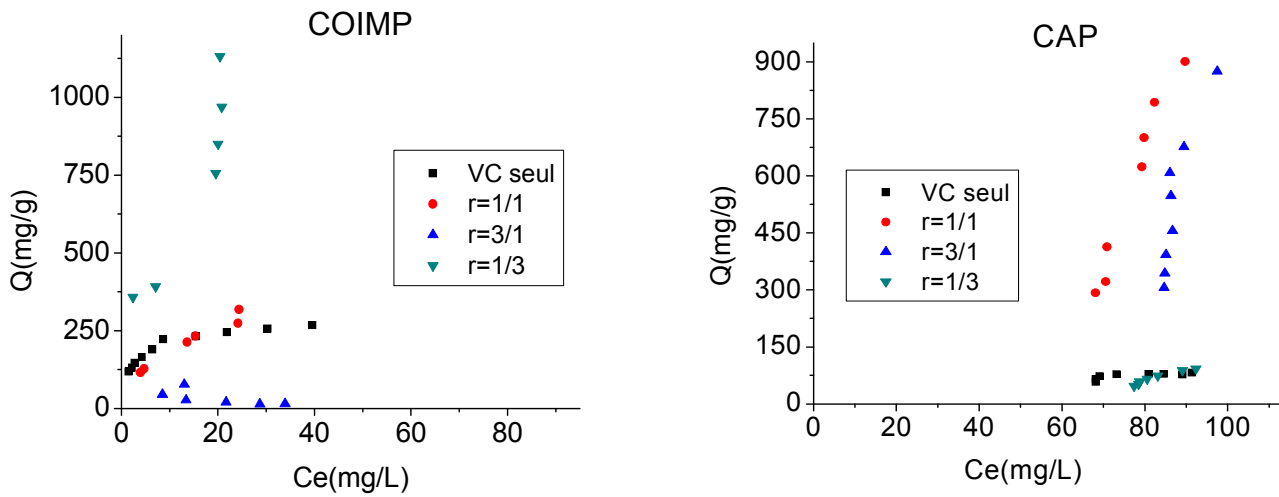 COIMP
1000
750
500
250
0
Q(mg/g)
0 20 40 60 80
Ce(mg/L)
VC seul
r=1/1
r=3/1
r=1/3
CAP
900
750
600
450
300
150
0
Q(mg/g)
0 20 40 60 80 100
Ce(mg/L)
VC seul
r=1/1
r=3/1
r=1/3